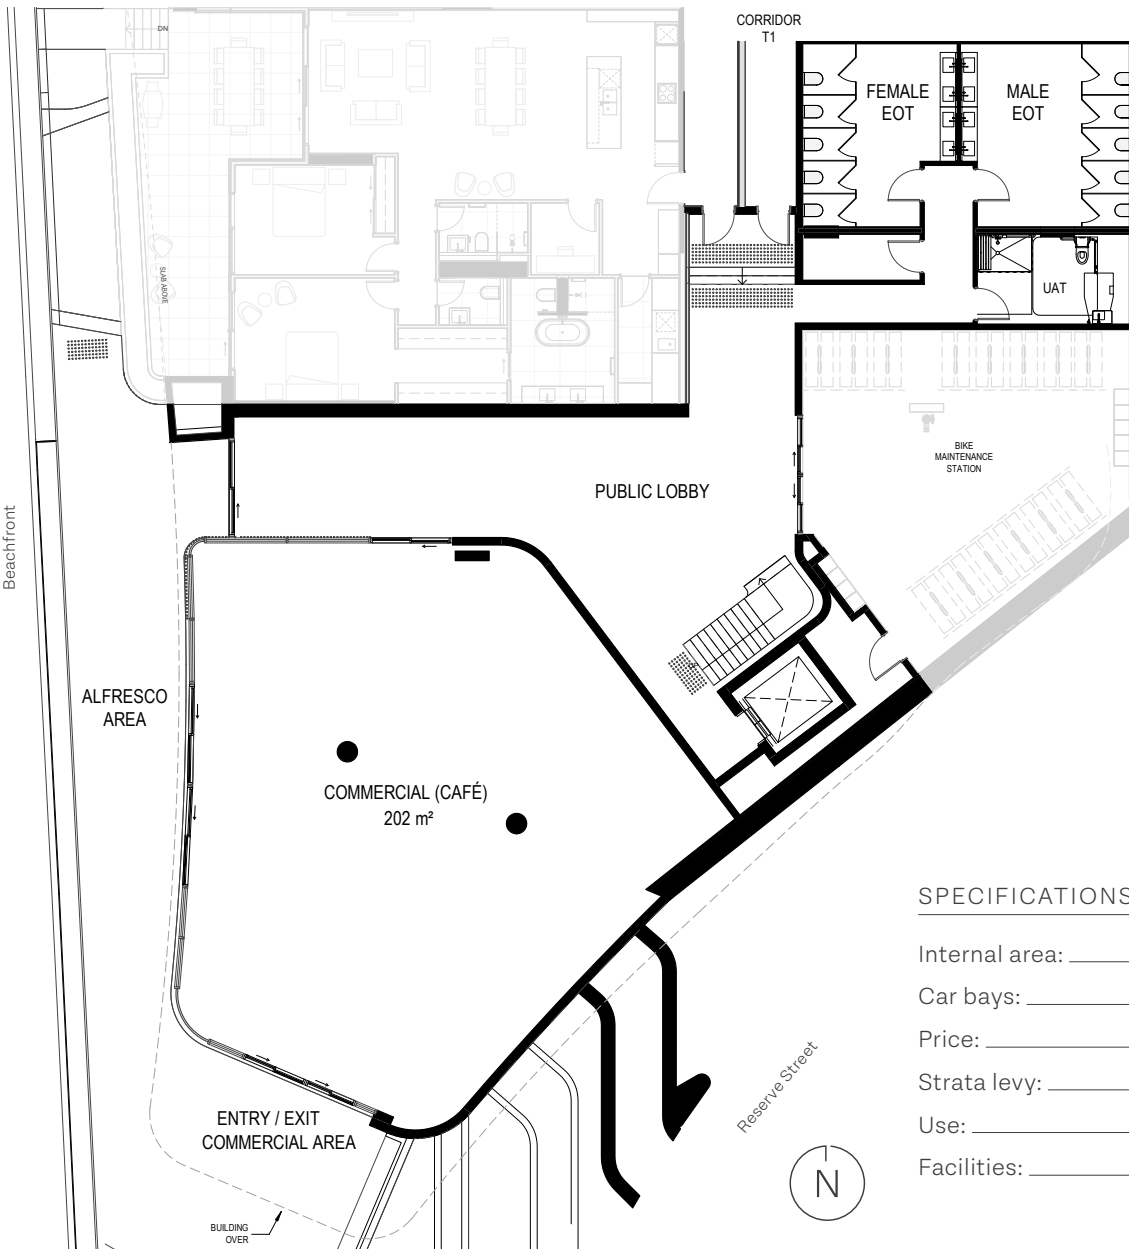 CORRIDOR
T1
DN
FEMALE
EOT
MALE
EOT
SLAB ABOVE
UAT
BIKE
MAINTENANCE
STATION
PUBLIC LOBBY
Beachfront
ALFRESCO
AREA
COMMERCIAL (CAFÉ)
202 m²
SPECIFICATIONS
Internal area:
Car bays:
Price:
Strata levy:
Use:
Facilities:
Reserve Street
ENTRY / EXIT
COMMERCIAL AREA
N
BUILDING
OVER